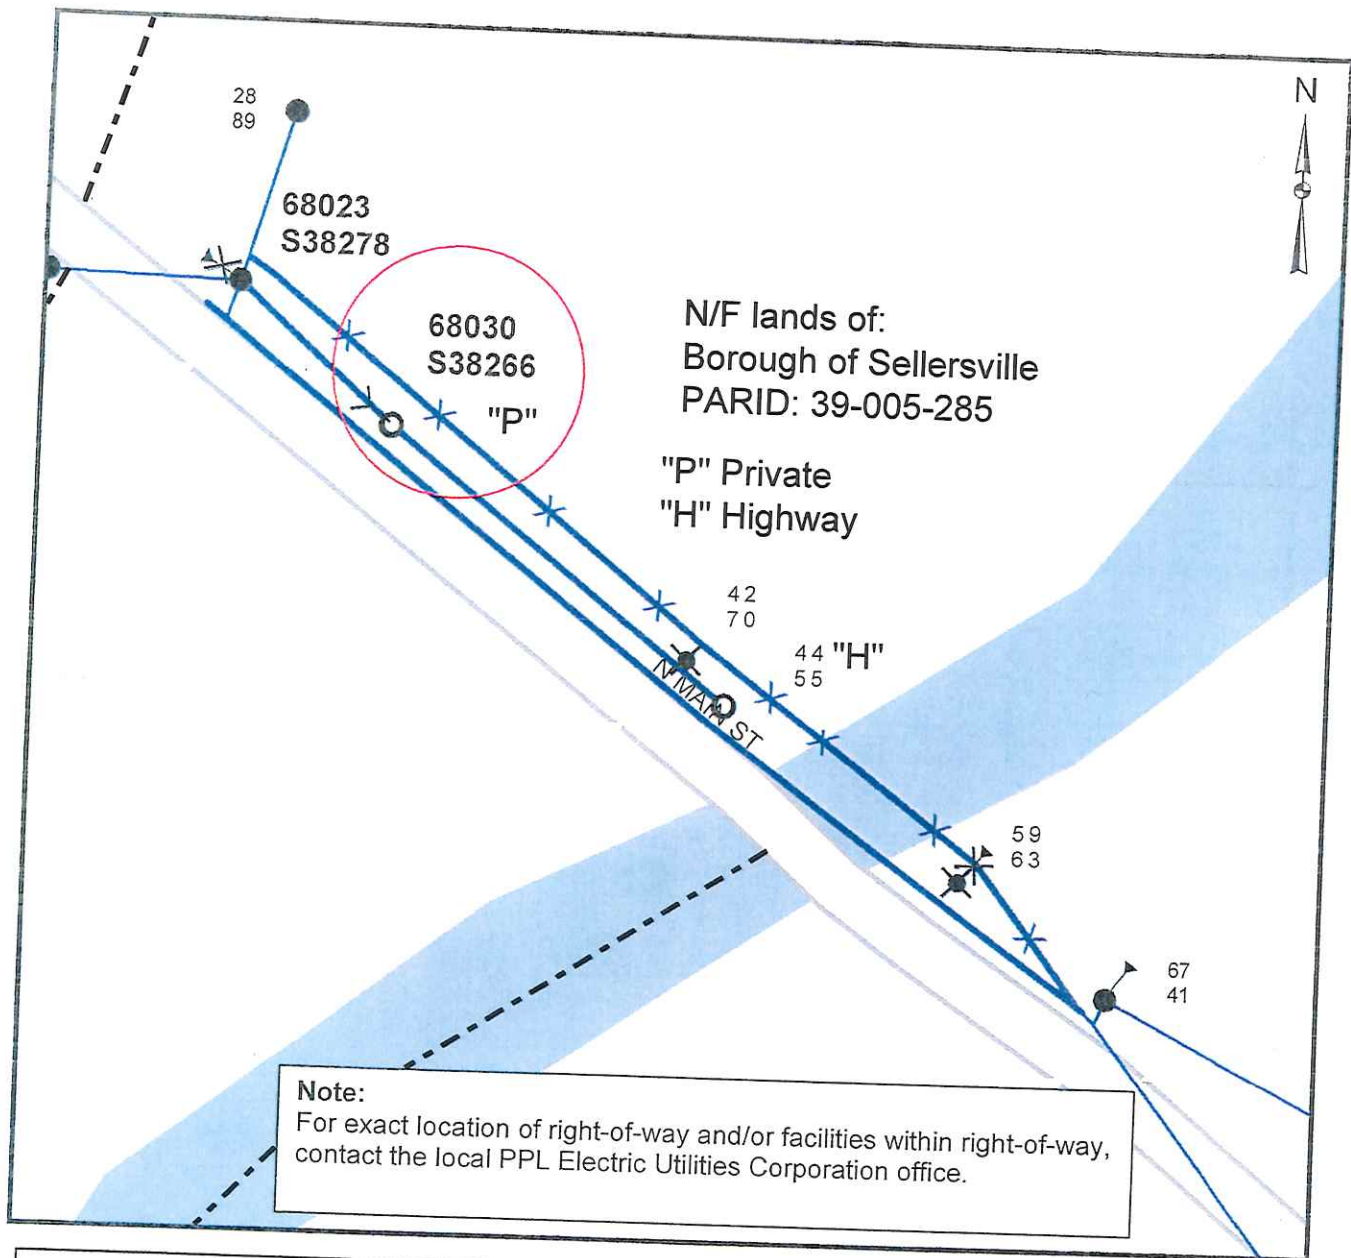 N
28
89
68023
S38278
68030
S38266
"P"
N/F lands of:
Borough of Sellersville
PARID: 39-005-285
"P" Private
"H" Highway
42
70
44 "H"
55
N MAIN ST
59
63
67
41
Note:
For exact location of right-of-way and/or facilities within right-of-way,
contact the local PPL Electric Utilities Corporation office.